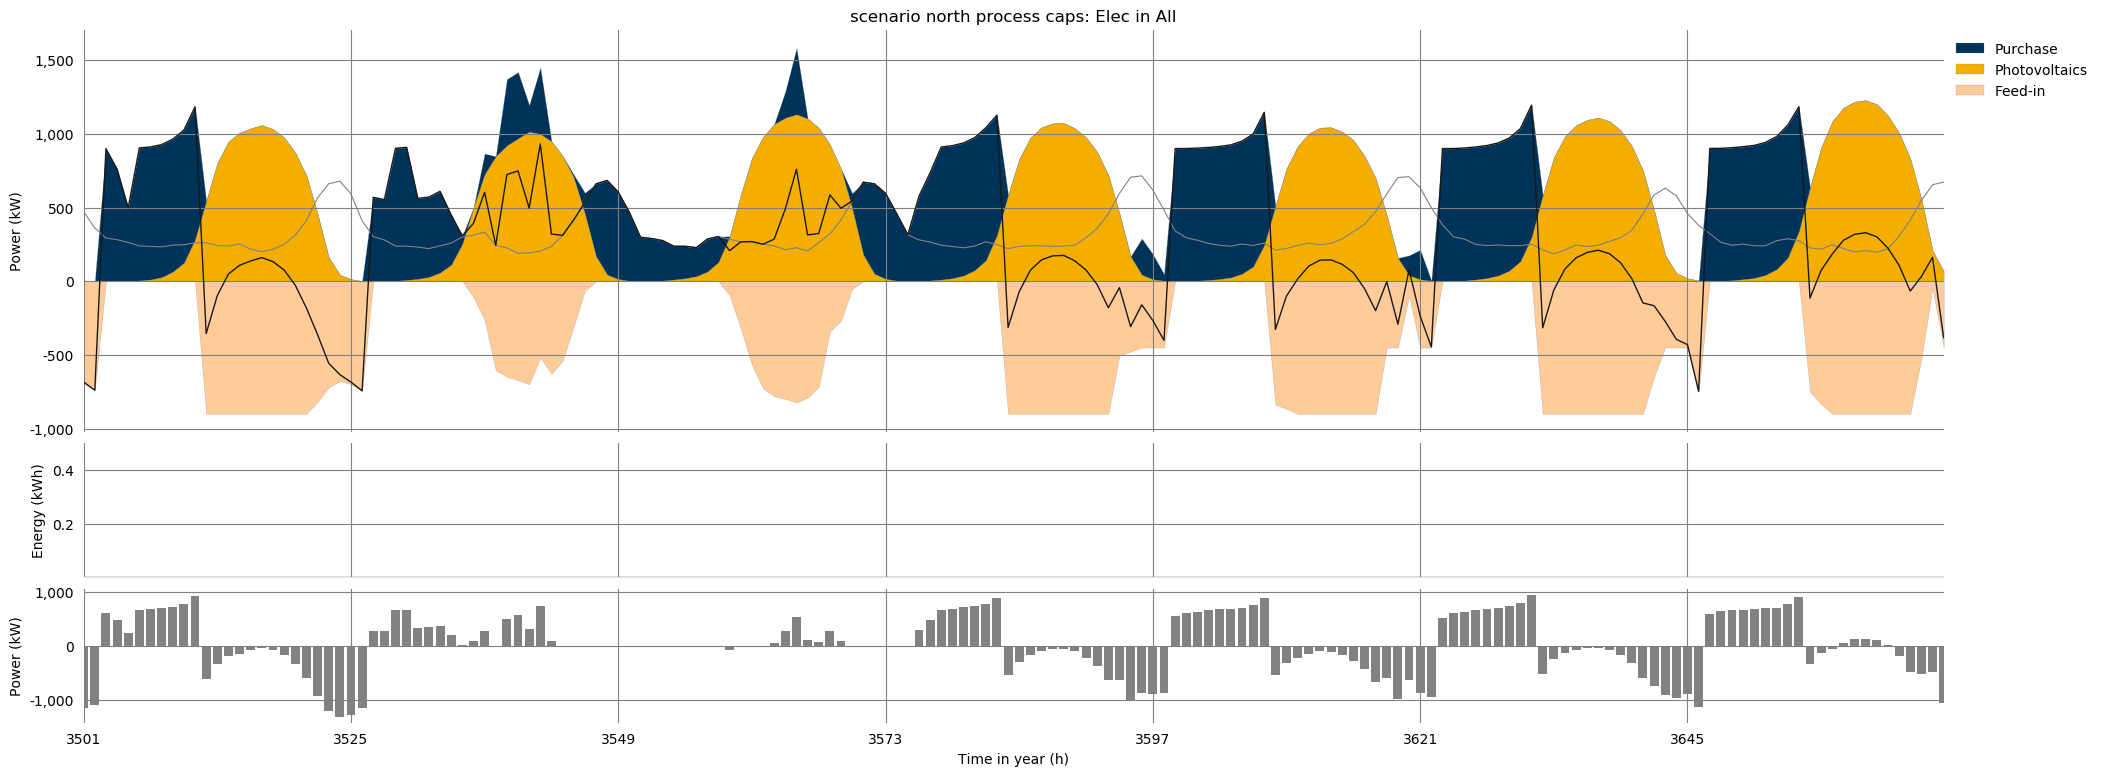 scenario north process caps: Elec in All
Purchase
Photovoltaics
Feed-in
Power (kW)
1,500
1,000
500
0
-500
-1,000
Energy (kWh)
0.4
0.2
Power (kW)
1,000
0
-1,000
3501 3525 3549 3573 3597 3621 3645
Time in year (h)